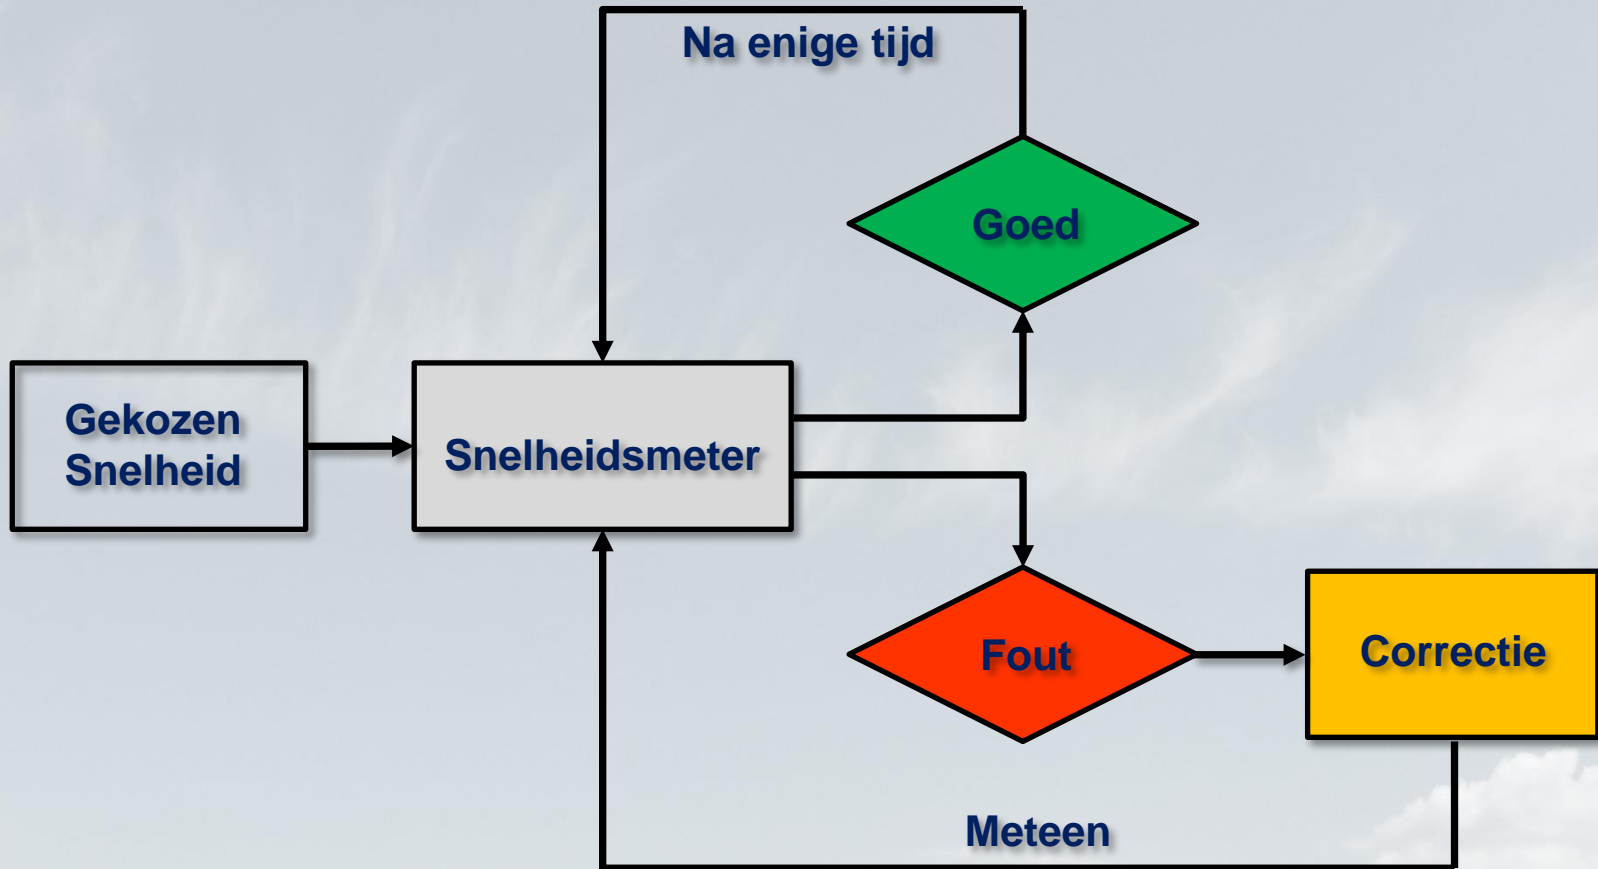 Na enige tijd
Goed
Gekozen
Snelheid
Snelheidsmeter
Fout
Correctie
Meteen